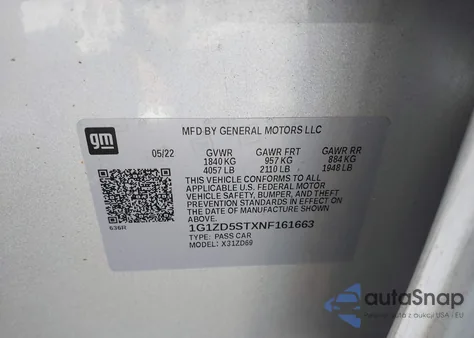 gm
MFD BY GENERAL MOTORS LLC
05/22 GVWR GAWR FRT GAWR RR
1840 KG 957 KG 884 KG
4057 LB 2110 LB 1948 LB
THIS VEHICLE CONFORMS TO ALL
APPLICABLE U.S. FEDERAL MOTOR
VEHICLE SAFETY, BUMPER, AND THEFT
PREVENTION STANDARDS IN EFFECT ON
THE DATE OF MANUFACTURE SHOWN
ABOVE.
636R
1G1ZD5STXNF161663
TYPE: PASS CAR
MODEL: X31ZD69
autoSnap